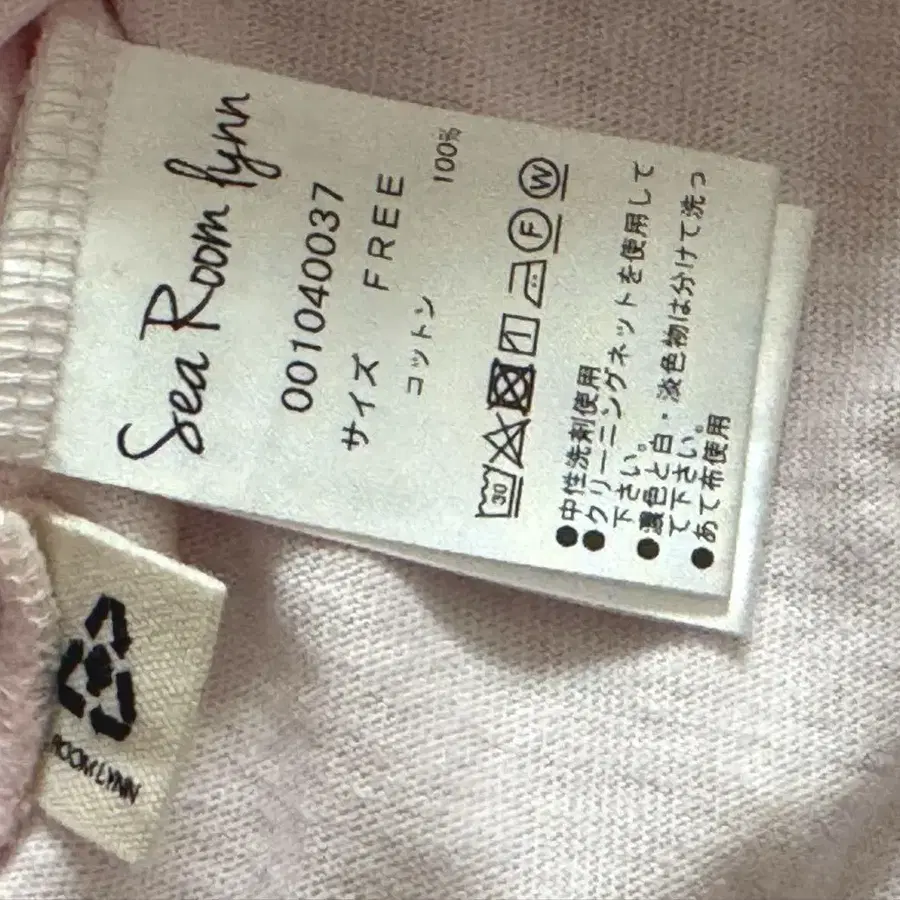 Sea Room lynn
001040037
サイズ FREE
コットン 100%
30 F W
●中性洗剤使用
●クリーニングネットを使用して
下さい。
●濃色と白・淡色物は分けて洗っ
て下さい。
●あて布使用
ROOM LYNN